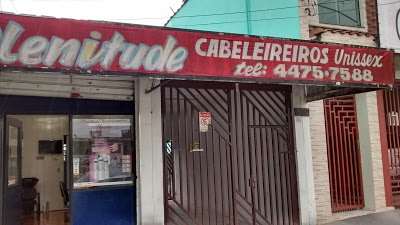 Plenitude
CABELEIREIROS Unissex
tel: 4475-7588